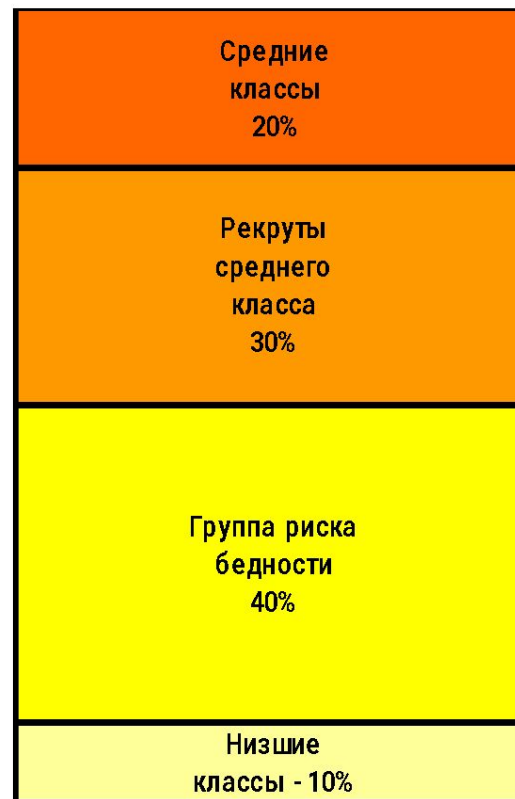 Средние
классы
20%
Рекруты
среднего
класса
30%
Группа риска
бедности
40%
Низшие
классы - 10%